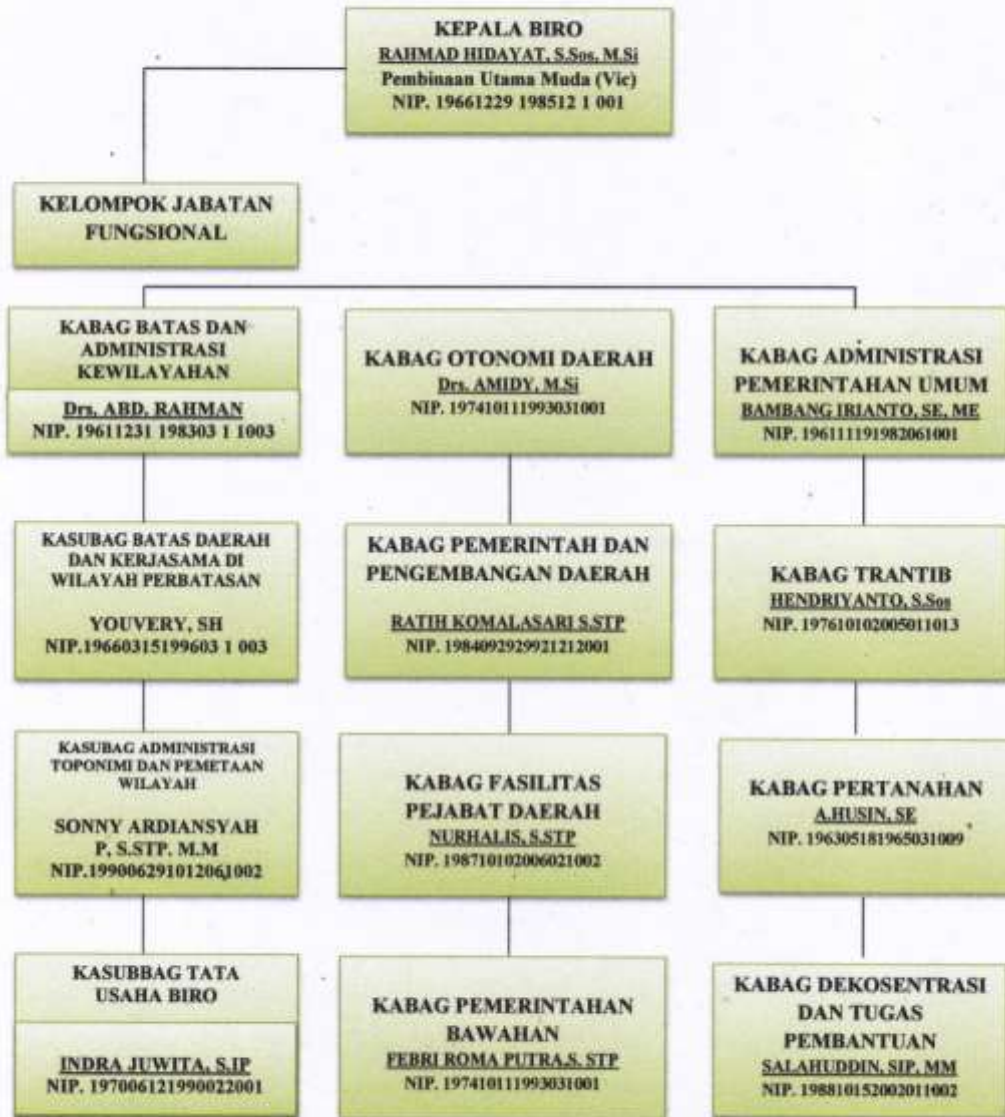 KEPALA BIRO
RAHMAD HIDAYAT, S.Sos, M.Si
Pembinaan Utama Muda (Vic)
NIP. 19661229 198512 1 001
KELOMPOK JABATAN
FUNGSIONAL
KABAG BATAS DAN
ADMINISTRASI
KEWILAYAHAN
Drs, ABD, RAHMAN
NIP. 19611231 198303 1 1003
KABAG OTONOMI DAERAH
Drs, AMIDY, M.Si
NIP. 197410111993031001
KABAG ADMINISTRASI
PEMERINTAHAN UMUM
BAMBANG IRIANTO, SE, ME
NIP. 196111191982061001
KASUBAG BATAS DAERAH
DAN KERJASAMA DI
WILAYAH PERBATASAN
YOUVERY, SH
NIP.19660315199603 1 003
KABAG PEMERINTAH DAN
PENGEMBANGAN DAERAH
RATIH KOMALASARI S.STP
NIP. 1984092929921212001
KABAG TRANTIB
HENDRIYANTO, S.Sos
NIP. 197610102005011013
KASUBAG ADMINISTRASI
TOPONIMI DAN PEMETAAN
WILAYAH
SONNY ARDIANSYAH
P, S.STP, M.M
NIP.199006291012061002
KABAG FASILITAS
PEJABAT DAERAH
NURHALIS, S.STP
NIP. 198710102006021002
KABAG PERTANAHAN
A.HUSIN, SE
NIP. 196305181965031009
KASUBBAG TATA
USAHA BIRO
INDRA JUWITA, S.IP
NIP. 197006121990022001
KABAG PEMERINTAHAN
BAWAHAN
FEBRI ROMA PUTRA,S. STP
NIP. 197410111993031001
KABAG DEKOSENTRASI
DAN TUGAS
PEMBANTUAN
SALAHUDDIN, SIP, MM
NIP. 198810152002011002